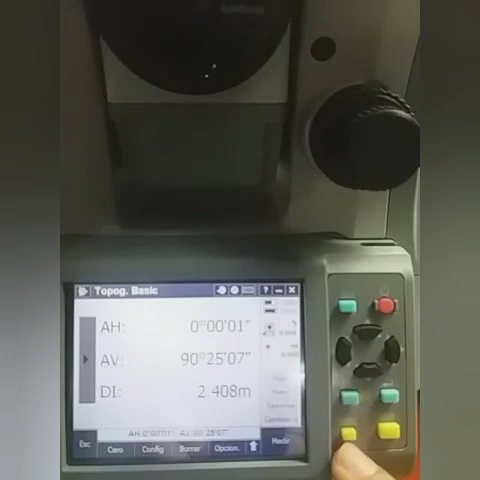 Topog. Basic
AH: 0°00'01"
AV: 90°25'07"
DI: 2.408m
AH:0°00'01" AV:90°25'07"
Esc Cero Config Borrar Opcion. Medir